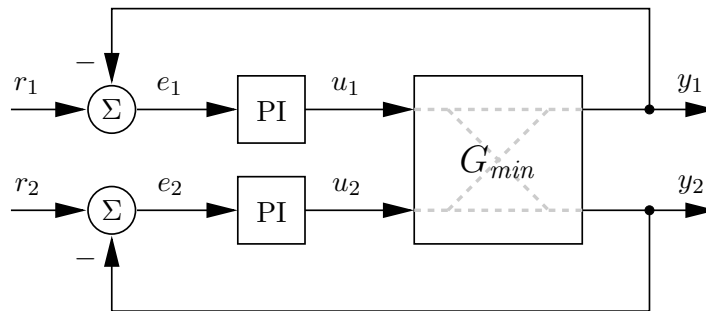 −
r₁ Σ e₁ PI u₁ y₁
G_min
r₂ Σ e₂ PI u₂ y₂
−